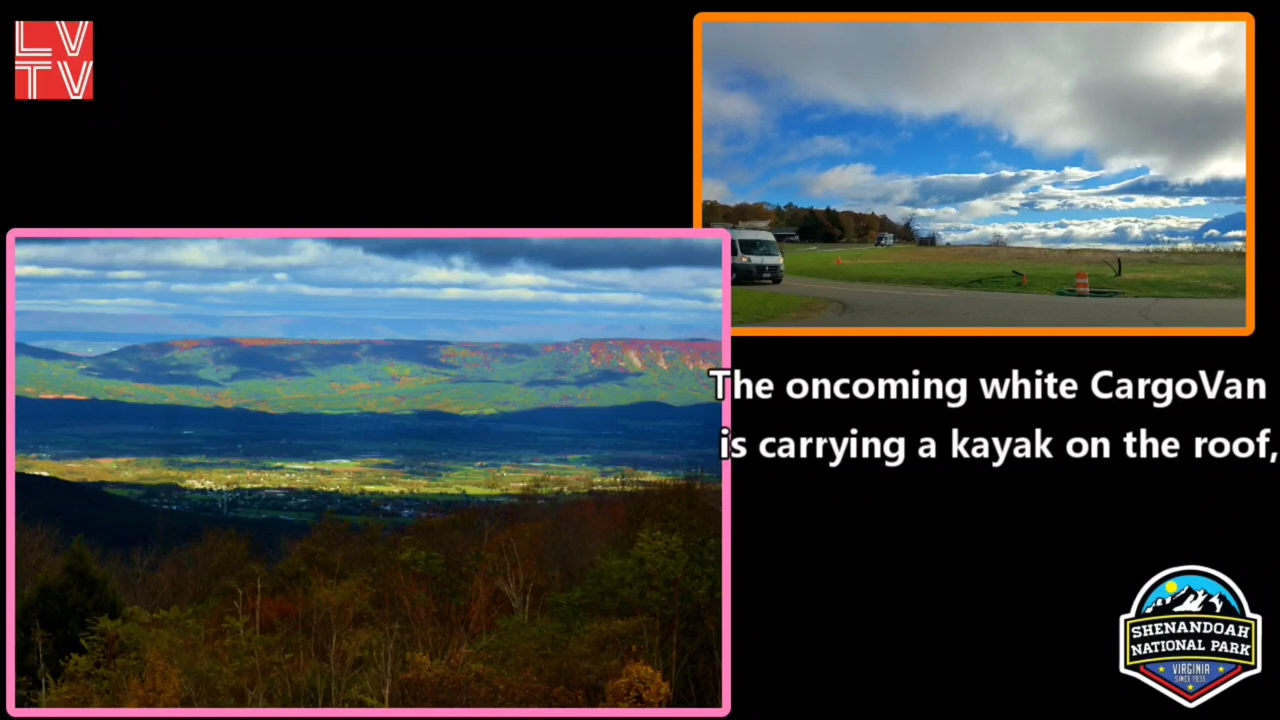 LV
TV
The oncoming white CargoVan
is carrying a kayak on the roof,
SHENANDOAH
NATIONAL PARK
VIRGINIA
SINCE 1935